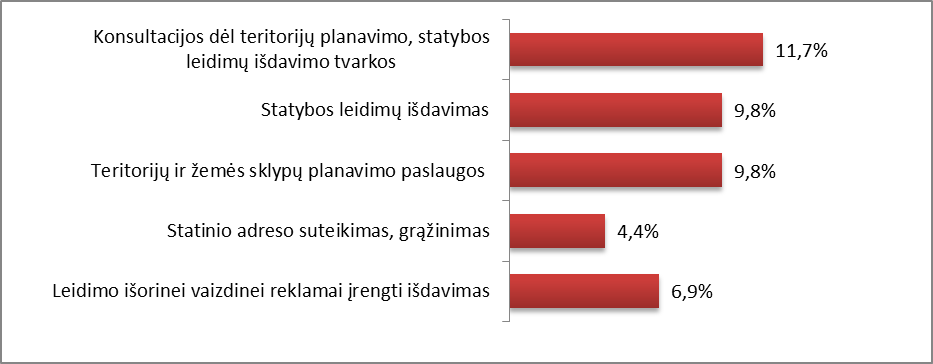 Konsultacijos dėl teritorijų planavimo, statybos
leidimų išdavimo tvarkos
11,7%
Statybos leidimų išdavimas
9,8%
Teritorijų ir žemės sklypų planavimo paslaugos
9,8%
Statinio adreso suteikimas, grąžinimas
4,4%
Leidimo išorinei vaizdinei reklamai įrengti išdavimas
6,9%